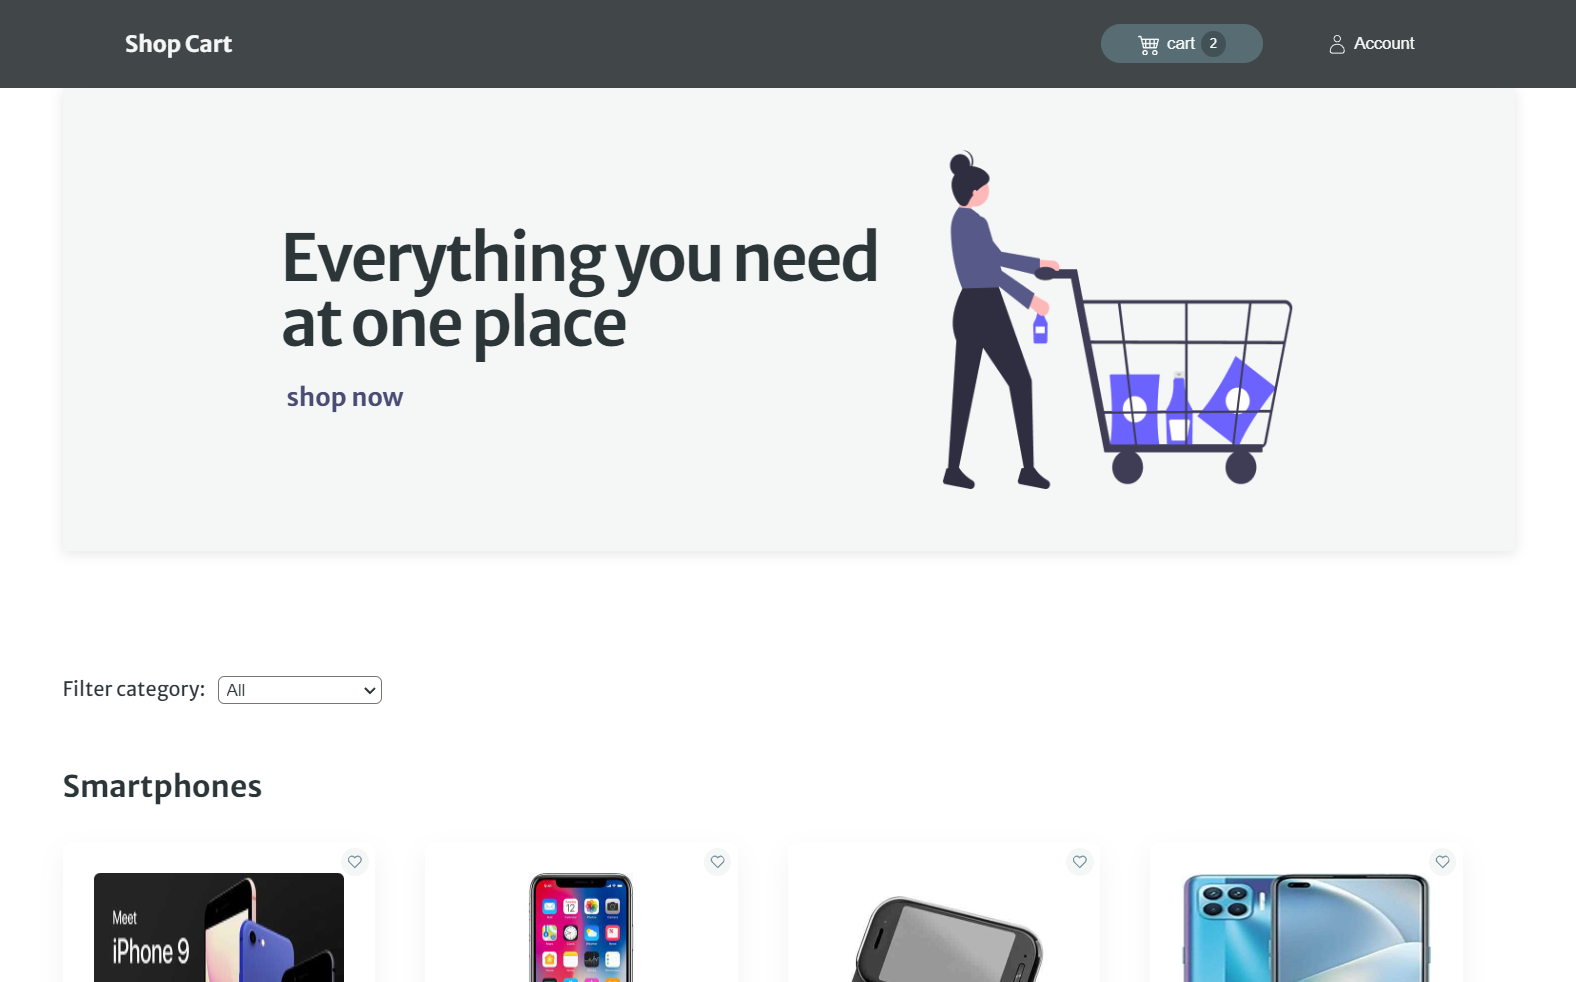 Shop Cart
cart 2
Account
Everything you need
at one place
shop now
Filter category: All
Smartphones
Meet
iPhone 9
12